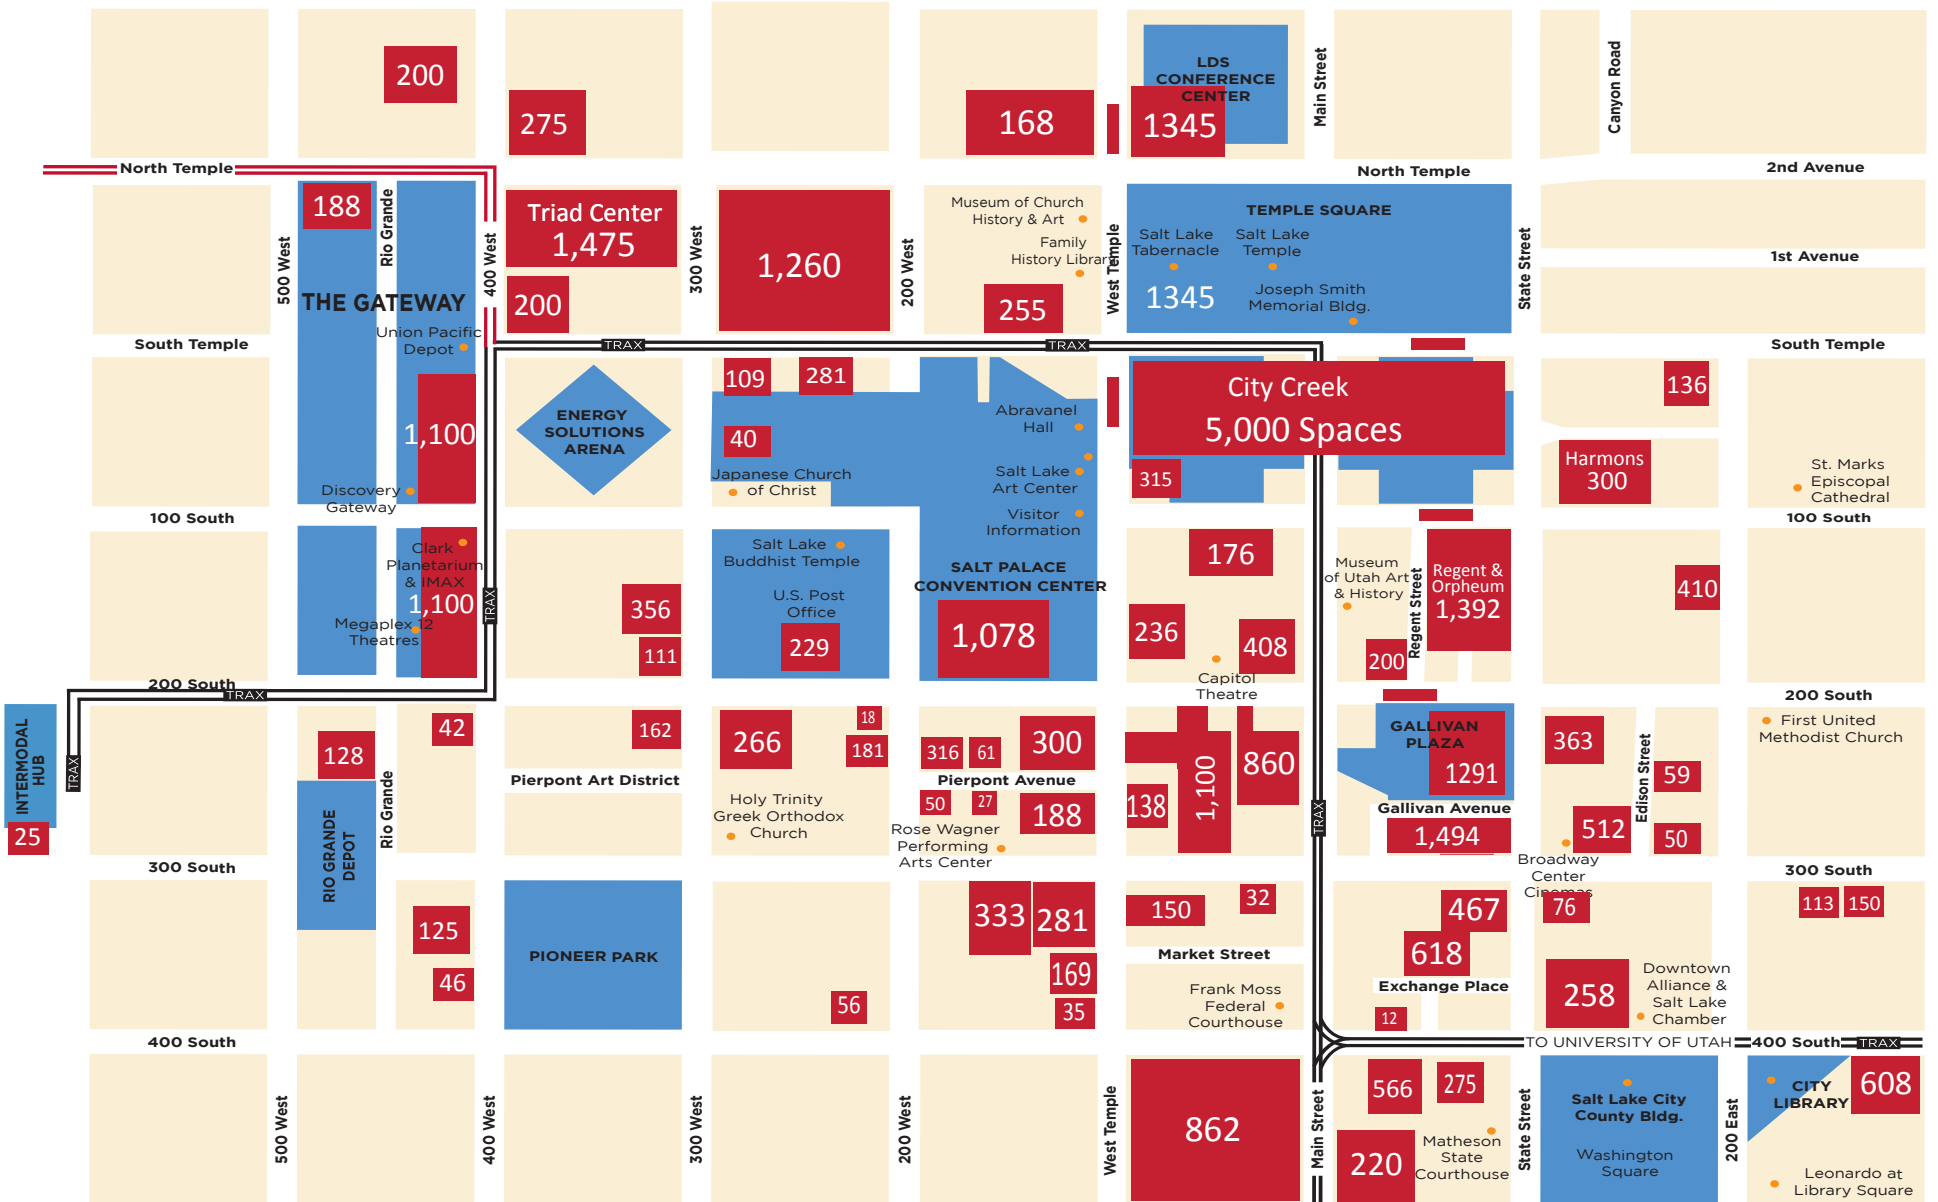 200
275
168
LDS
CONFERENCE
CENTER
1345
Main Street
Canyon Road
North Temple
North Temple
2nd Avenue
188
Rio Grande
500 West
400 West
THE GATEWAY
Union Pacific
Depot
Triad Center
1,475
200
300 West
1,260
200 West
Museum of Church
History & Art
Family
History Library
255
West Temple
TEMPLE SQUARE
Salt Lake
Tabernacle
Salt Lake
Temple
1345
Joseph Smith
Memorial Bldg.
State Street
1st Avenue
South Temple
TRAX
TRAX
South Temple
1,100
Discovery
Gateway
ENERGY
SOLUTIONS
ARENA
109
281
40
Japanese Church
of Christ
Abravanel
Hall
Salt Lake
Art Center
Visitor
Information
City Creek
5,000 Spaces
315
136
Harmons
300
St. Marks
Episcopal
Cathedral
100 South
100 South
Clark
Planetarium
& IMAX
1,100
Megaplex 12
Theatres
TRAX
356
111
Salt Lake
Buddhist Temple
U.S. Post
Office
229
SALT PALACE
CONVENTION CENTER
1,078
176
236
408
Capitol
Theatre
Museum
of Utah Art
& History
200
Regent Street
Regent &
Orpheum
1,392
410
200 South
TRAX
200 South
INTERMODAL
HUB
25
TRAX
128
42
RIO GRANDE
DEPOT
Rio Grande
162
Pierpont Art District
266
18
181
Holy Trinity
Greek Orthodox
Church
316
61
300
Pierpont Avenue
50
27
188
Rose Wagner
Performing
Arts Center
138
1,100
860
TRAX
GALLIVAN
PLAZA
1291
Gallivan Avenue
1,494
363
512
Edison Street
59
50
Broadway
Center
Cinemas
First United
Methodist Church
300 South
300 South
125
46
PIONEER PARK
56
333
281
169
35
150
32
Market Street
Frank Moss
Federal
Courthouse
467
618
Exchange Place
12
76
258
Downtown
Alliance &
Salt Lake
Chamber
113
150
400 South
TO UNIVERSITY OF UTAH
400 South
TRAX
500 West
400 West
300 West
200 West
West Temple
862
Main Street
566
275
220
Matheson
State
Courthouse
State Street
Salt Lake City
County Bldg.
Washington
Square
200 East
CITY
LIBRARY
608
Leonardo at
Library Square